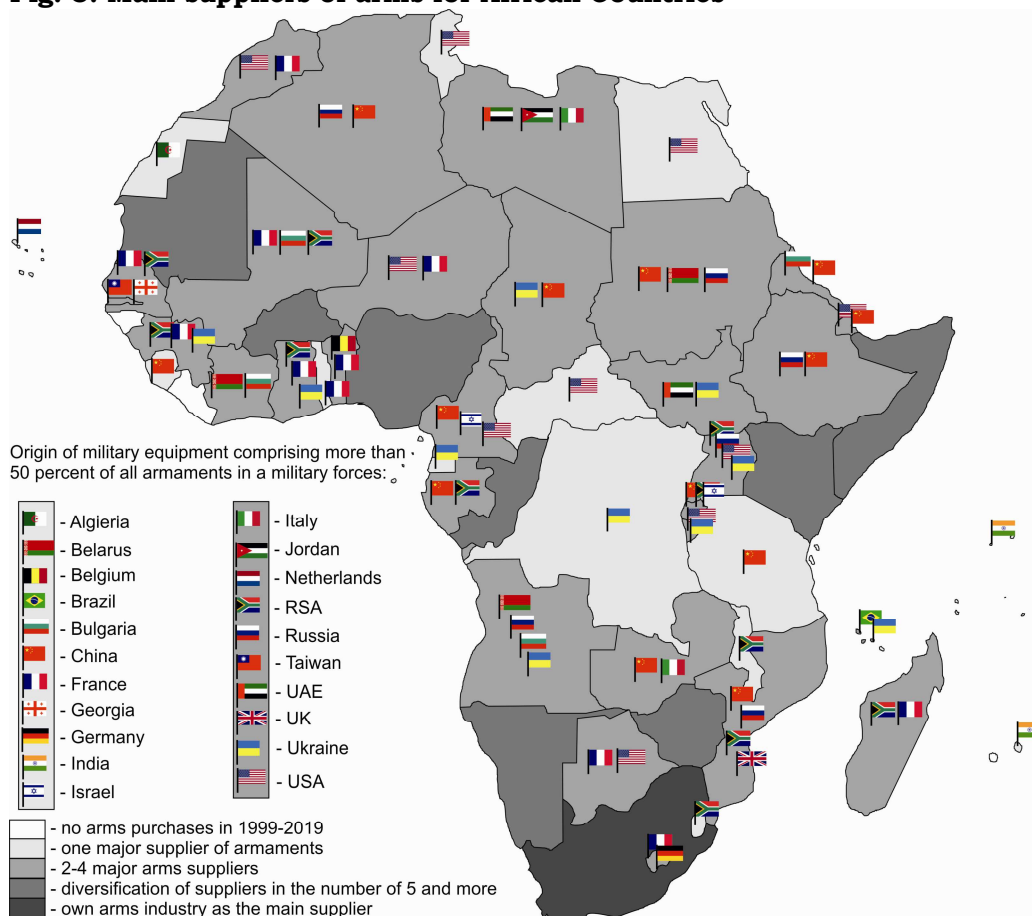 Fig. 3. Main suppliers of arms for African Countries
Origin of military equipment comprising more than
50 percent of all armaments in a military forces:
- Algieria
- Belarus
- Belgium
- Brazil
- Bulgaria
- China
- France
- Georgia
- Germany
- India
- Israel
- Italy
- Jordan
- Netherlands
- RSA
- Russia
- Taiwan
- UAE
- UK
- Ukraine
- USA
- no arms purchases in 1999-2019
- one major supplier of armaments
- 2-4 major arms suppliers
- diversification of suppliers in the number of 5 and more
- own arms industry as the main supplier